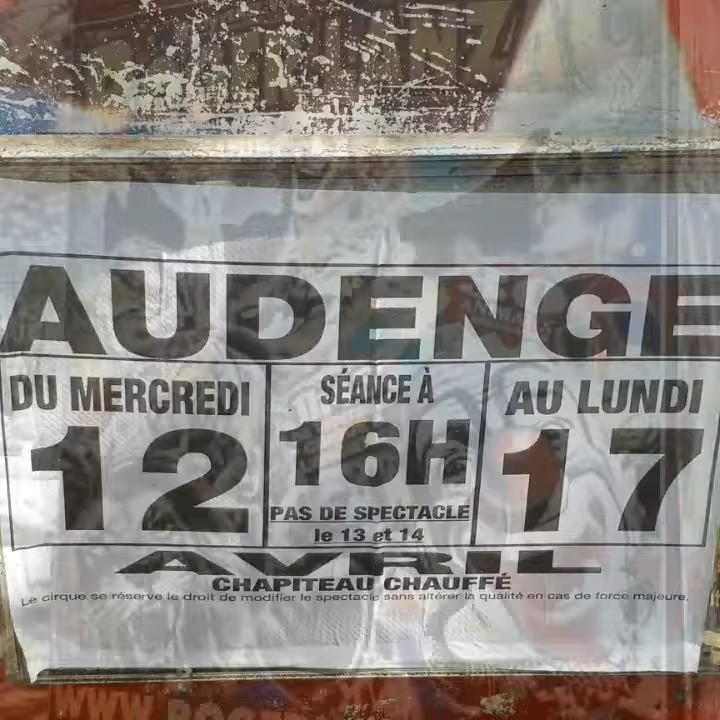 AUDENGE
DU MERCREDI
12
SÉANCE À
16H
PAS DE SPECTACLE
le 13 et 14
AU LUNDI
17
AVRIL
CHAPITEAU CHAUFFÉ
Le cirque se réserve le droit de modifier le spectacle sans altérer la qualité en cas de force majeure.
WWW.